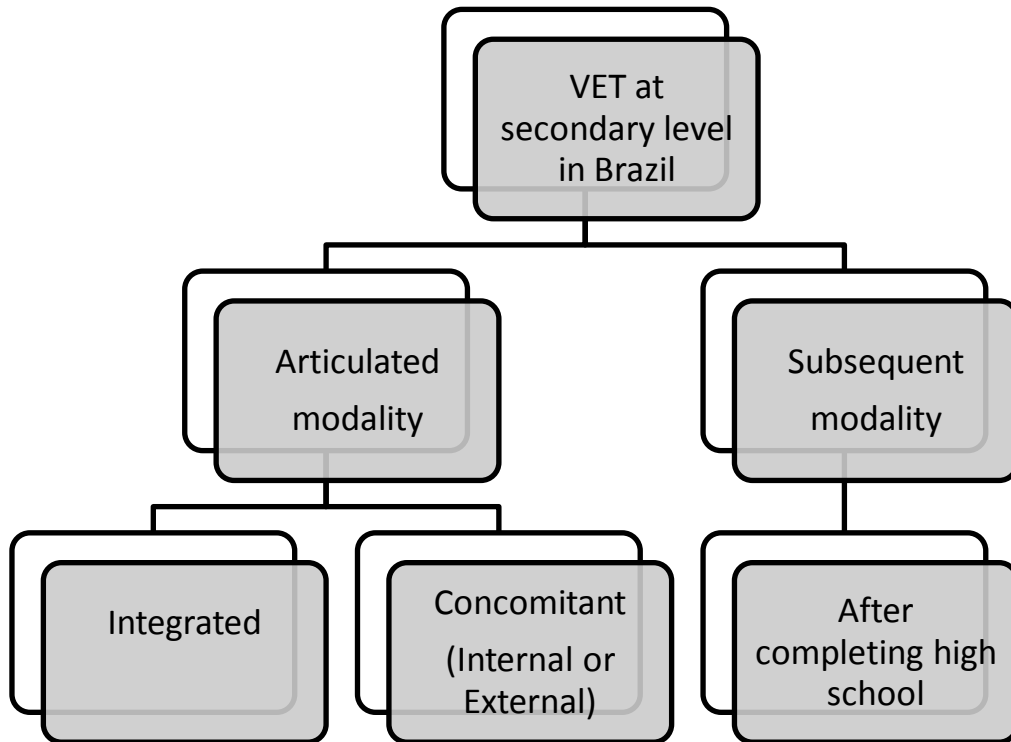 VET at
secondary level
in Brazil
Articulated
modality
Subsequent
modality
Integrated
Concomitant
(Internal or
External)
After
completing high
school